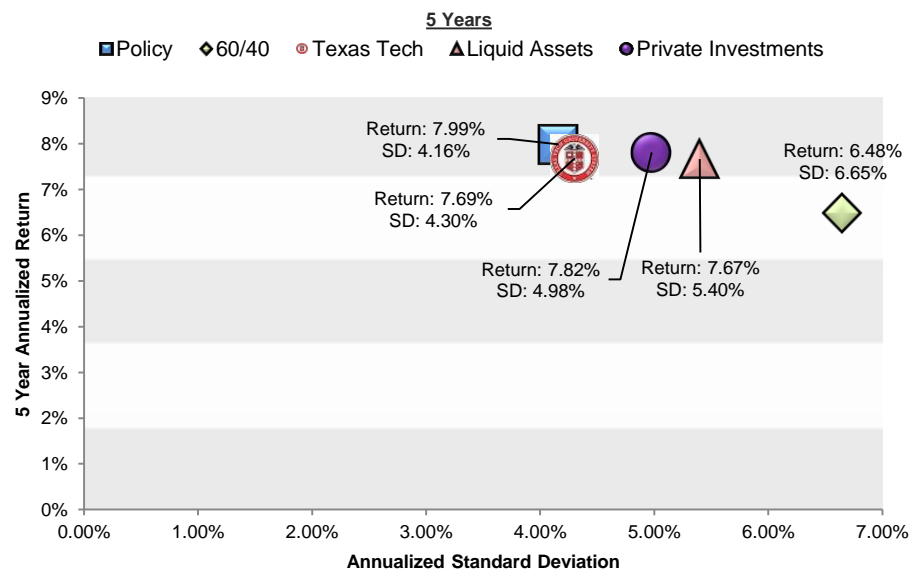 5 Years
Policy 60/40 Texas Tech Liquid Assets Private Investments
9%
8%
7%
6%
5%
4%
3%
2%
1%
0%
5 Year Annualized Return
Return: 7.99%
SD: 4.16%
Return: 7.69%
SD: 4.30%
Return: 7.82%
SD: 4.98%
Return: 7.67%
SD: 5.40%
Return: 6.48%
SD: 6.65%
0.00% 1.00% 2.00% 3.00% 4.00% 5.00% 6.00% 7.00%
Annualized Standard Deviation